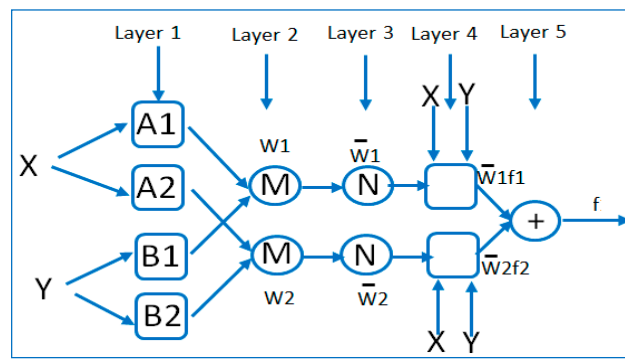 Layer 1 Layer 2 Layer 3 Layer 4 Layer 5
X Y
A1 W1 W̅1
X M N W̅1f1
A2 f
+
B1 M N W̅2f2
Y W2 W̅2
B2
X Y